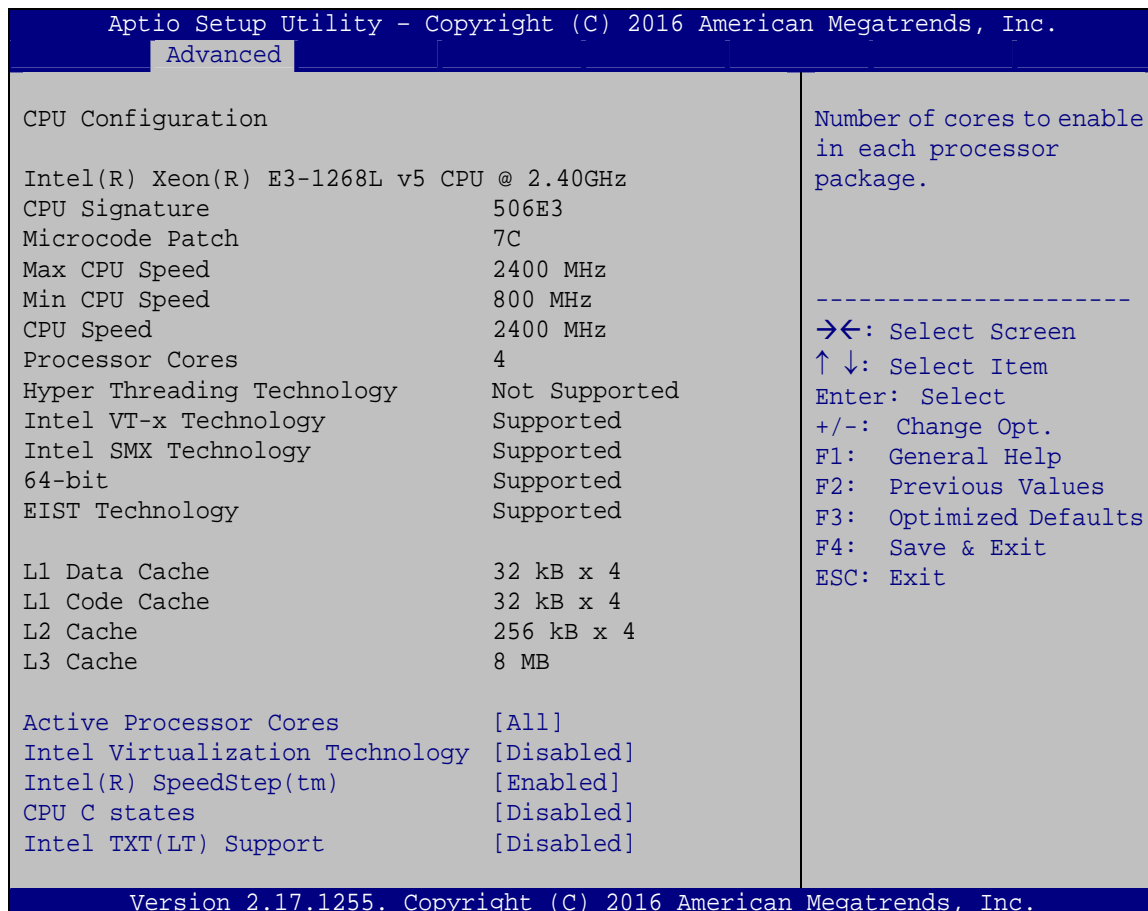 Aptio Setup Utility – Copyright (C) 2016 American Megatrends, Inc.
Advanced
CPU Configuration
Intel(R) Xeon(R) E3-1268L v5 CPU @ 2.40GHz
CPU Signature 506E3
Microcode Patch 7C
Max CPU Speed 2400 MHz
Min CPU Speed 800 MHz
CPU Speed 2400 MHz
Processor Cores 4
Hyper Threading Technology Not Supported
Intel VT-x Technology Supported
Intel SMX Technology Supported
64-bit Supported
EIST Technology Supported
L1 Data Cache 32 kB x 4
L1 Code Cache 32 kB x 4
L2 Cache 256 kB x 4
L3 Cache 8 MB
Active Processor Cores [All]
Intel Virtualization Technology [Disabled]
Intel(R) SpeedStep(tm) [Enabled]
CPU C states [Disabled]
Intel TXT(LT) Support [Disabled]
Number of cores to enable
in each processor
package.
----------------------
→←: Select Screen
↑ ↓: Select Item
Enter: Select
+/-: Change Opt.
F1: General Help
F2: Previous Values
F3: Optimized Defaults
F4: Save & Exit
ESC: Exit
Version 2.17.1255. Copyright (C) 2016 American Megatrends, Inc.